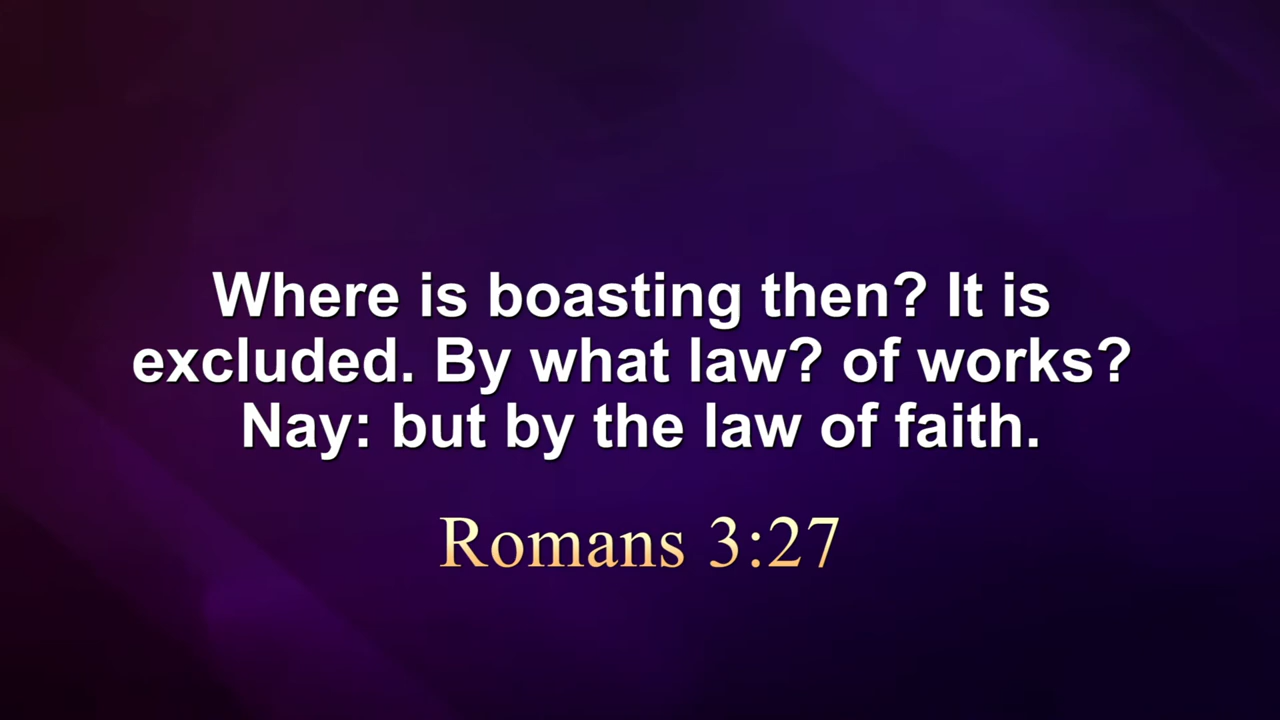 Where is boasting then? It is
excluded. By what law? of works?
Nay: but by the law of faith.
Romans 3:27